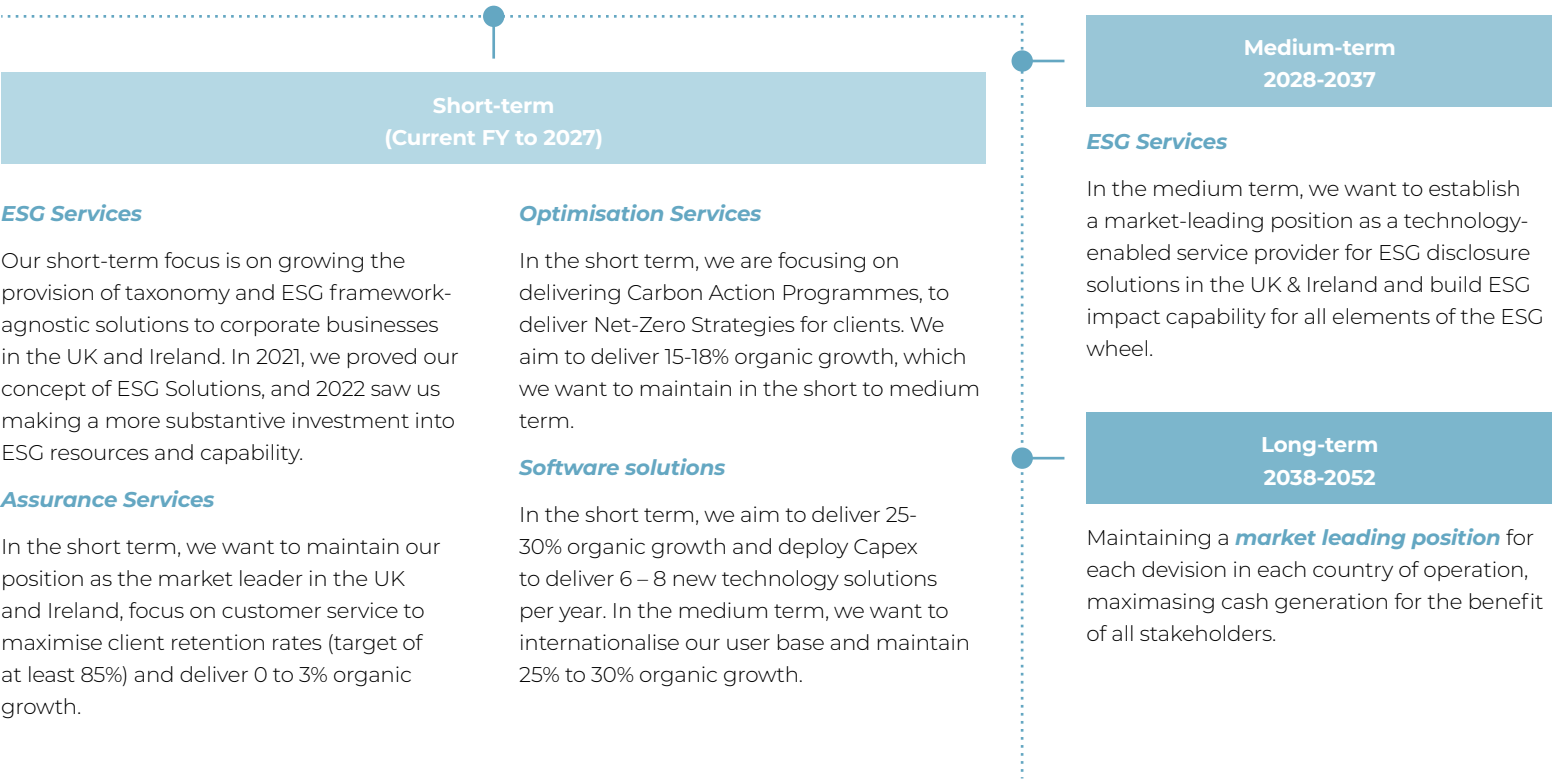 Short-term
(Current FY to 2027)
ESG Services
Our short-term focus is on growing the
provision of taxonomy and ESG framework-
agnostic solutions to corporate businesses
in the UK and Ireland. In 2021, we proved our
concept of ESG Solutions, and 2022 saw us
making a more substantive investment into
ESG resources and capability.
Assurance Services
In the short term, we want to maintain our
position as the market leader in the UK
and Ireland, focus on customer service to
maximise client retention rates (target of
at least 85%) and deliver 0 to 3% organic
growth.
Optimisation Services
In the short term, we are focusing on
delivering Carbon Action Programmes, to
deliver Net-Zero Strategies for clients. We
aim to deliver 15-18% organic growth, which
we want to maintain in the short to medium
term.
Software solutions
In the short term, we aim to deliver 25-
30% organic growth and deploy Capex
to deliver 6 – 8 new technology solutions
per year. In the medium term, we want to
internationalise our user base and maintain
25% to 30% organic growth.
Medium-term
2028-2037
ESG Services
In the medium term, we want to establish
a market-leading position as a technology-
enabled service provider for ESG disclosure
solutions in the UK & Ireland and build ESG
impact capability for all elements of the ESG
wheel.
Long-term
2038-2052
Maintaining a market leading position for
each devision in each country of operation,
maximasing cash generation for the benefit
of all stakeholders.